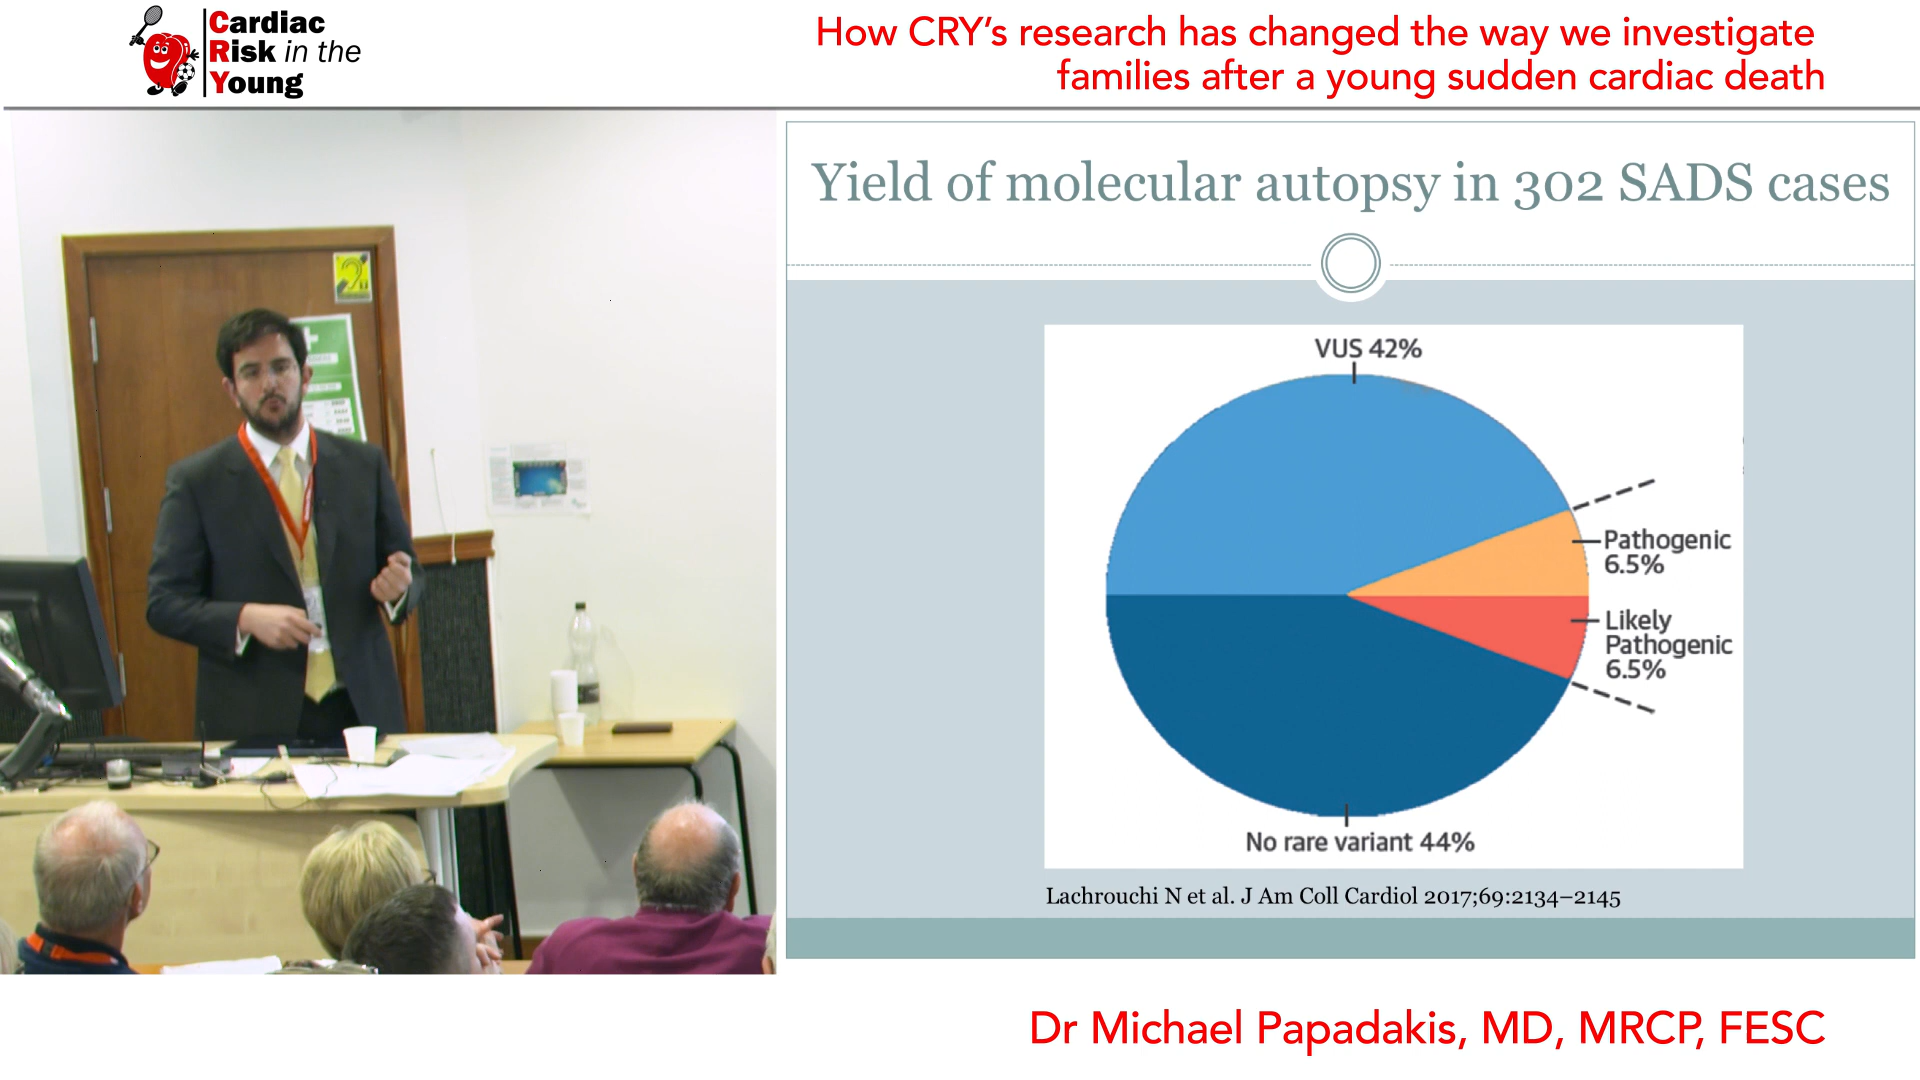 Cardiac
Risk in the
Young
How CRY's research has changed the way we investigate
families after a young sudden cardiac death
Yield of molecular autopsy in 302 SADS cases
VUS 42%
Pathogenic
6.5%
Likely
Pathogenic
6.5%
No rare variant 44%
Lachrouchi N et al. J Am Coll Cardiol 2017;69:2134–2145
Dr Michael Papadakis, MD, MRCP, FESC